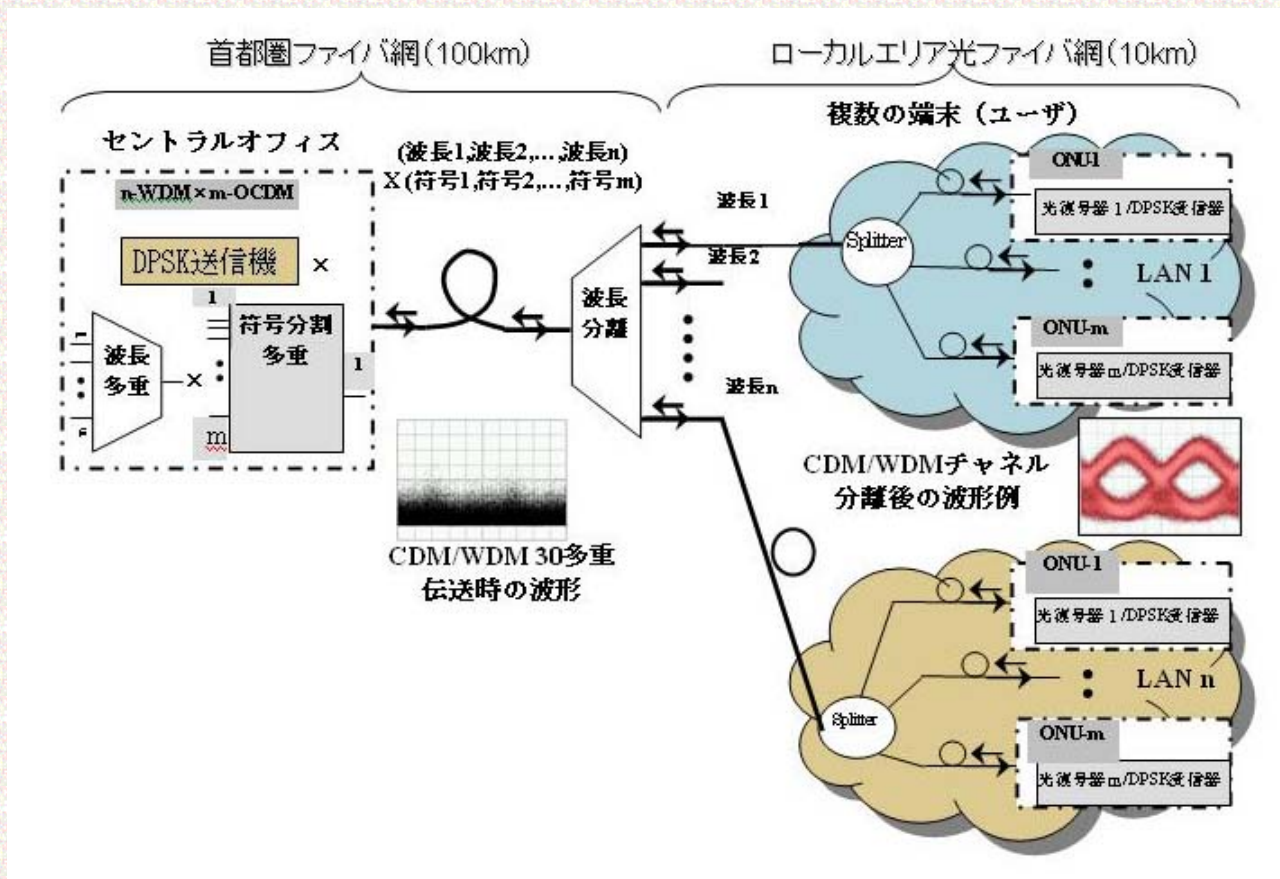 首都圏ファイバ網(100km)
ローカルエリア光ファイバ網(10km)
セントラルオフィス
n-WDM×m-OCDM
DPSK送信機
×
1
n
波長
多重
×
1
m
符号分割
多重
1
(波長1,波長2,...,波長n)
X(符号1,符号2,...,符号m)
波長
分離
CDM/WDM 30多重
伝送時の波形
波長1
波長2
波長n
複数の端末（ユーザ）
Splitter
ONU-1
光復号器 1/DPSK受信器
LAN 1
ONU-m
光復号器 m/DPSK受信器
CDM/WDMチャネル
分離後の波形例
Splitter
ONU-1
光復号器 1/DPSK受信器
LAN n
ONU-m
光復号器 m/DPSK受信器